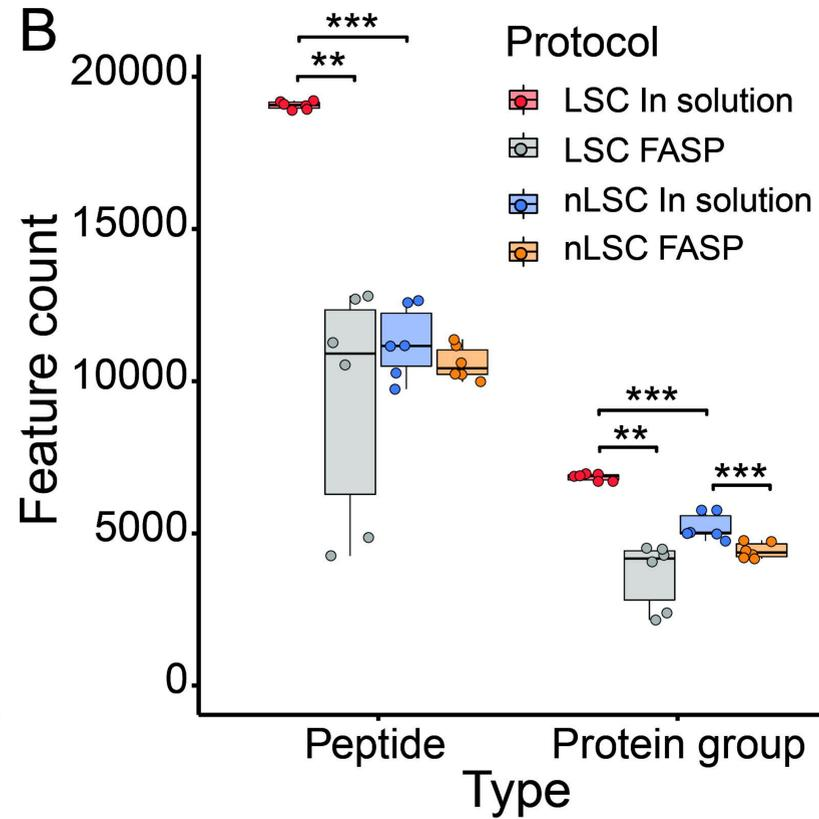 B
***
**
20000
15000
10000
5000
0
Feature count
Protocol
LSC In solution
LSC FASP
nLSC In solution
nLSC FASP
***
**
***
Peptide
Protein group
Type